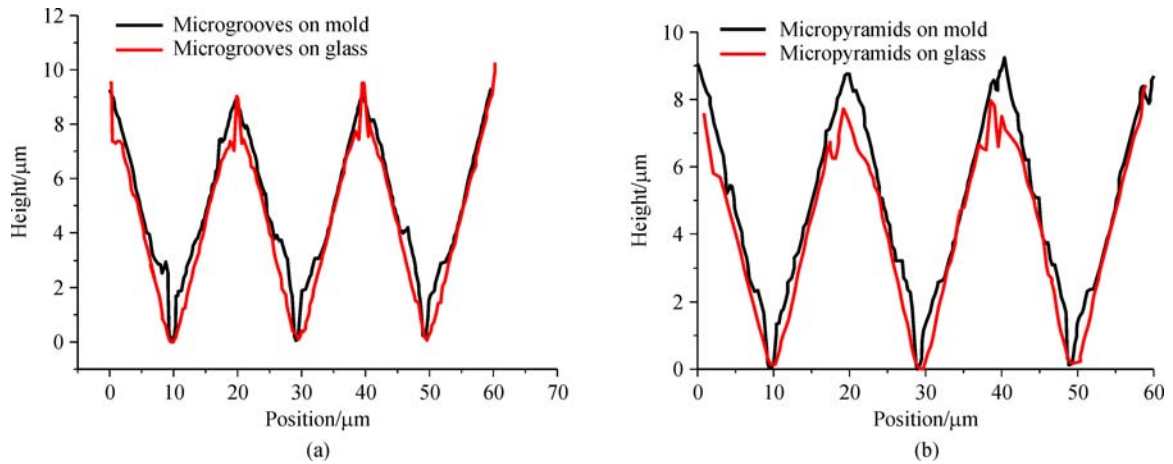 12
10
8
6
4
2
0
Height/μm
Microgrooves on mold
Microgrooves on glass
0 10 20 30 40 50 60 70
Position/μm
(a)
10
8
6
4
2
0
Height/μm
Micropyramids on mold
Micropyramids on glass
0 10 20 30 40 50 60
Position/μm
(b)